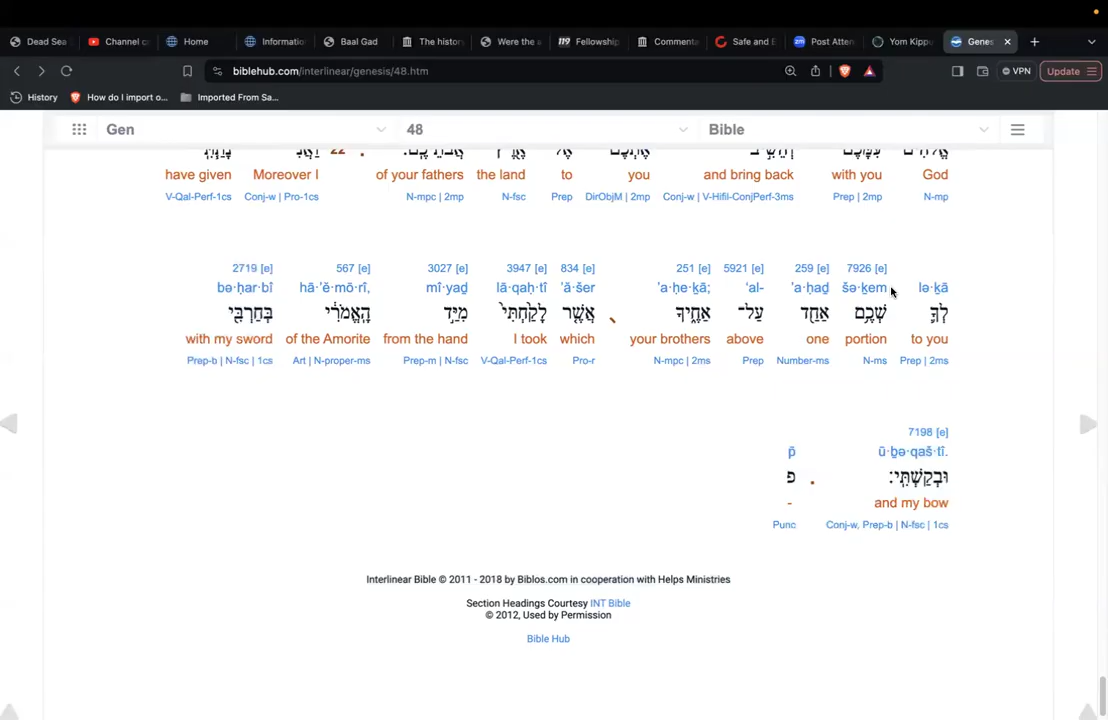 Dead Sea
Channel c
Home
Informatio
Baal Gad
The histor
Were the a
119 Fellowship
Commenta
Safe and E
zm Post Atten
Yom Kippu
Genes
biblehub.com/interlinear/genesis/48.htm
VPN
Update
History
How do I import o...
Imported From Sa...
Gen
48
Bible
22
have given Moreover I of your fathers the land to you and bring back with you God
V-Qal-Perf-1cs Conj-w | Pro-1cs N-mpc | 2mp N-fsc Prep DirObjM | 2mp Conj-w | V-Hifil-ConjPerf-3ms Prep | 2mp N-mp
2719 [e] 567 [e] 3027 [e] 3947 [e] 834 [e] 251 [e] 5921 [e] 259 [e] 7926 [e]
bə·ḥar·bî hā·’ĕ·mō·rî, mî·yaḏ lā·qaḥ·tî ’ă·šer ’a·ḥe·ḵā; ‘al- ’a·ḥaḏ šə·ḵem lə·ḵā
לְךָ֛ שְׁכֶ֥ם אַחַ֖ד עַל־ אַחֶ֑יךָ אֲשֶׁ֤ר לָקַ֙חְתִּי֙ מִיַּ֣ד הָֽאֱמֹרִ֔י בְּחַרְבִּ֖י
with my sword of the Amorite from the hand I took which your brothers above one portion to you
Prep-b | N-fsc | 1cs Art | N-proper-ms Prep-m | N-fsc V-Qal-Perf-1cs Pro-r N-mpc | 2ms Prep Number-ms N-ms Prep | 2ms
7198 [e]
p̄ ū·ḇə·qaš·tî.
וּבְקַשְׁתִּֽי׃ . פ
- and my bow
Punc Conj-w, Prep-b | N-fsc | 1cs
Interlinear Bible © 2011 - 2018 by Biblos.com in cooperation with Helps Ministries
Section Headings Courtesy INT Bible
© 2012, Used by Permission
Bible Hub